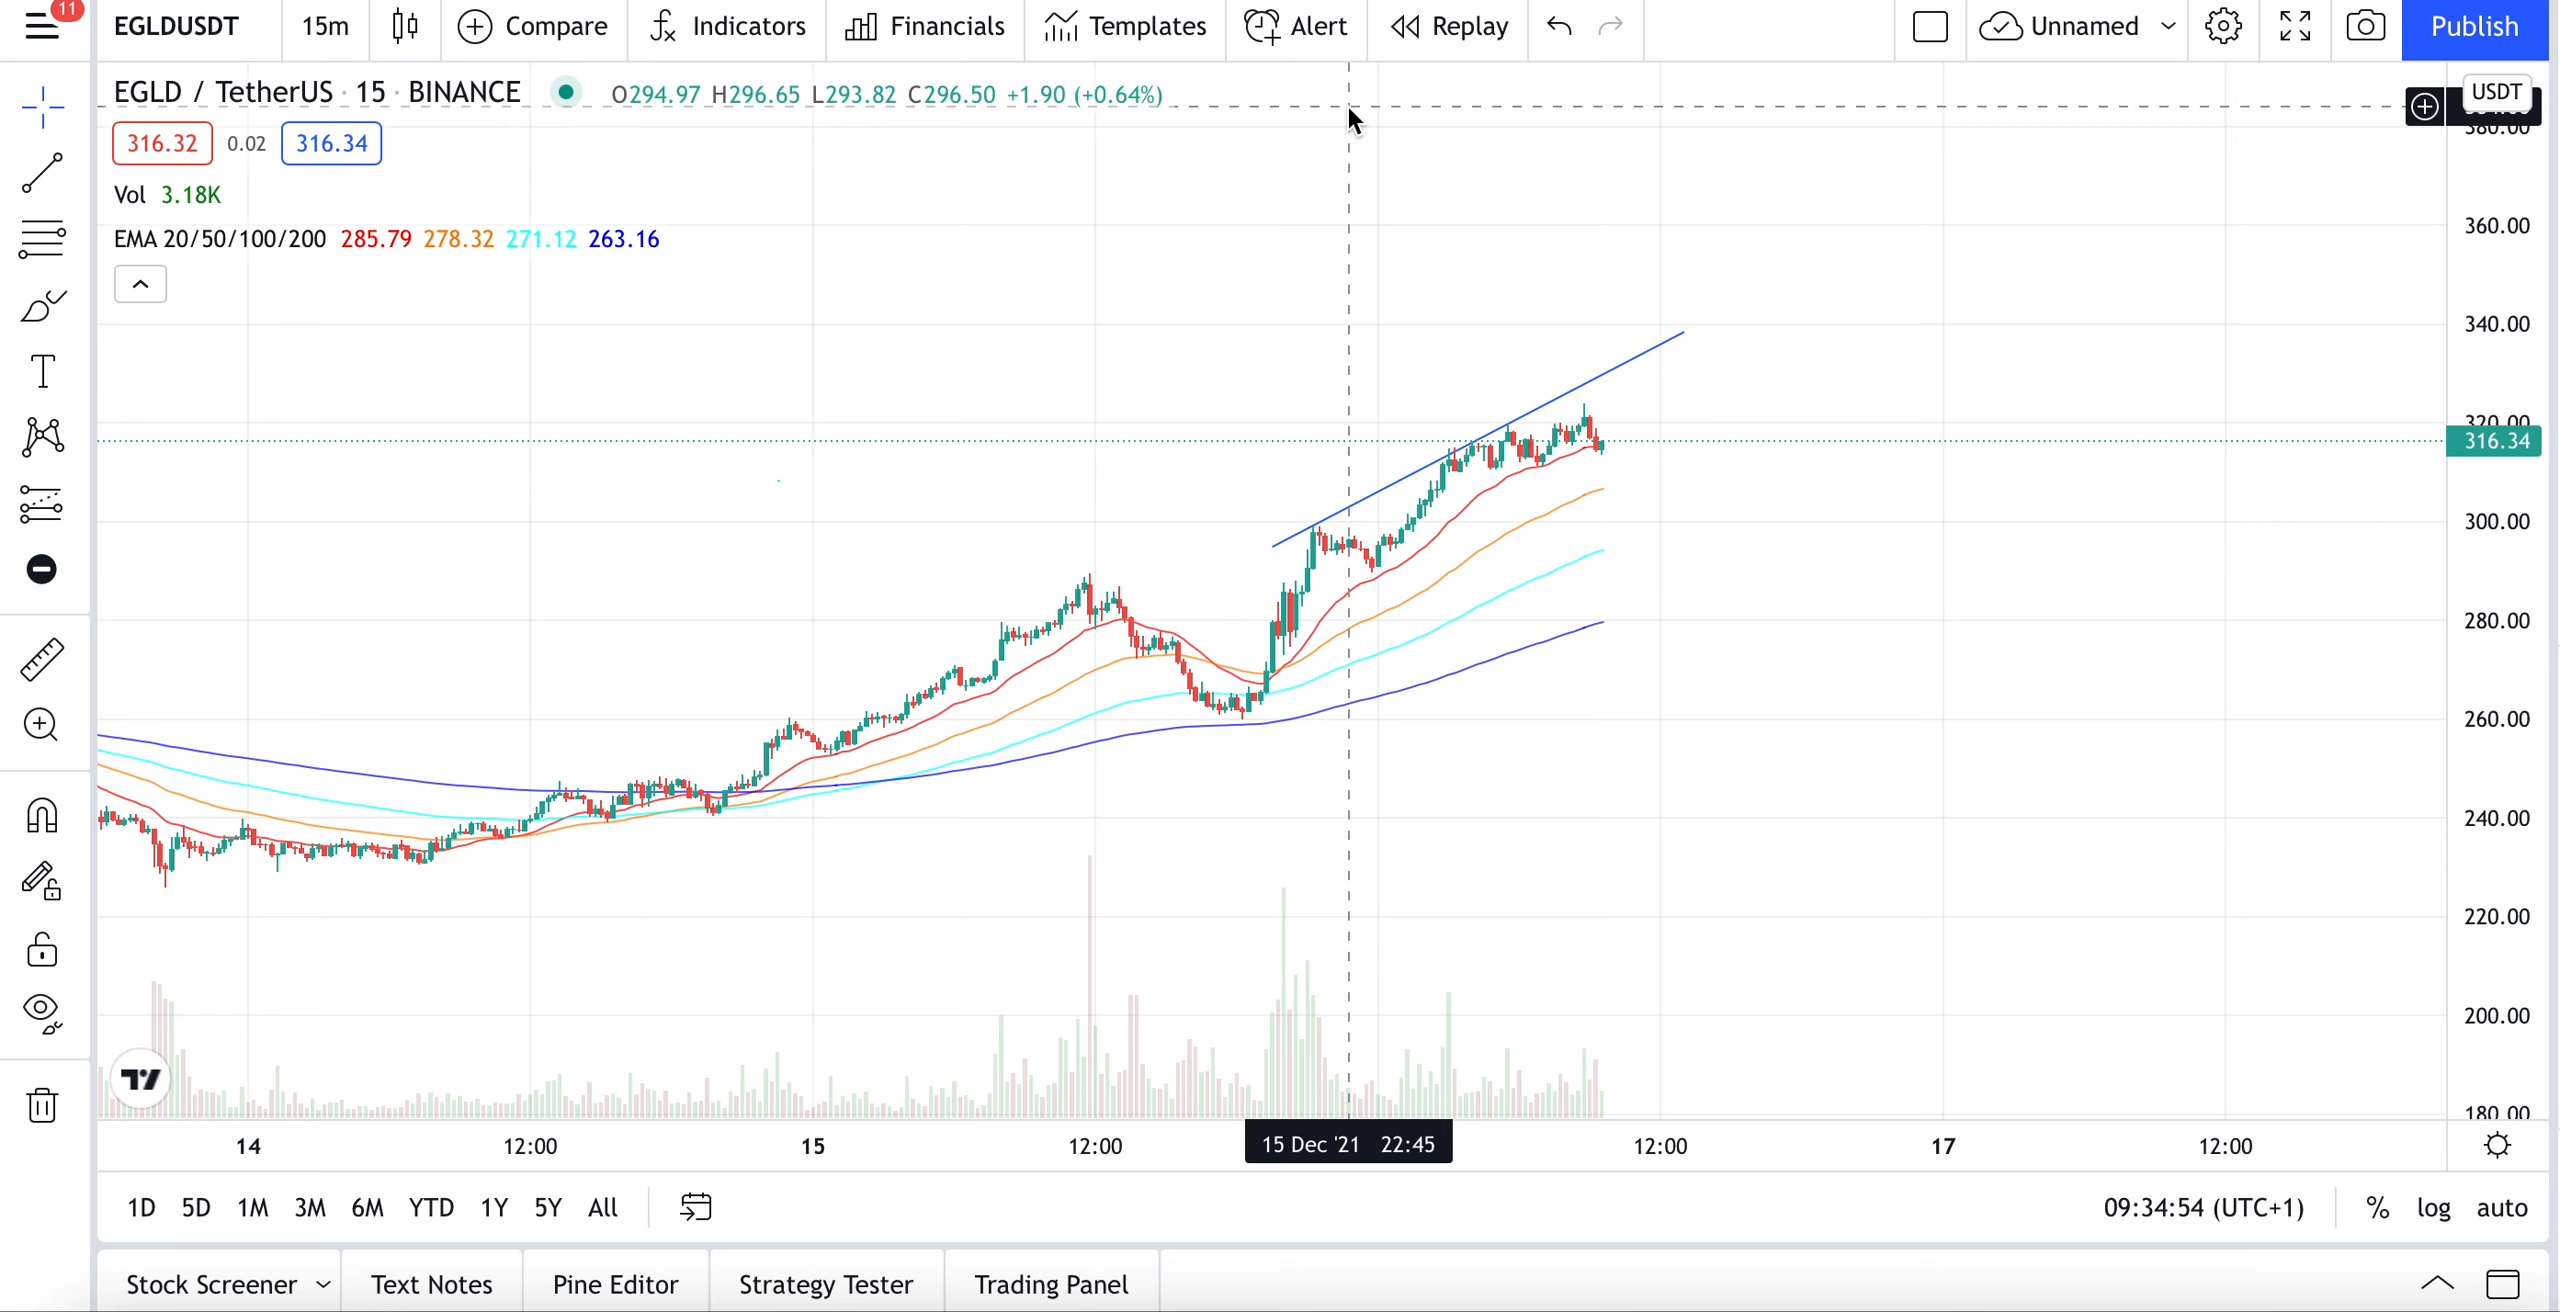 11
EGLDUSDT 15m Compare Indicators Financials Templates Alert Replay Unnamed Publish
EGLD / TetherUS · 15 · BINANCE O294.97 H296.65 L293.82 C296.50 +1.90 (+0.64%)
USDT
380.00
316.32 0.02 316.34
Vol 3.18K
EMA 20/50/100/200 285.79 278.32 271.12 263.16
360.00
340.00
320.00
316.34
300.00
280.00
260.00
240.00
220.00
200.00
180.00
14 12:00 15 12:00 15 Dec '21 22:45 12:00 17 12:00
1D 5D 1M 3M 6M YTD 1Y 5Y All 09:34:54 (UTC+1) % log auto
Stock Screener Text Notes Pine Editor Strategy Tester Trading Panel